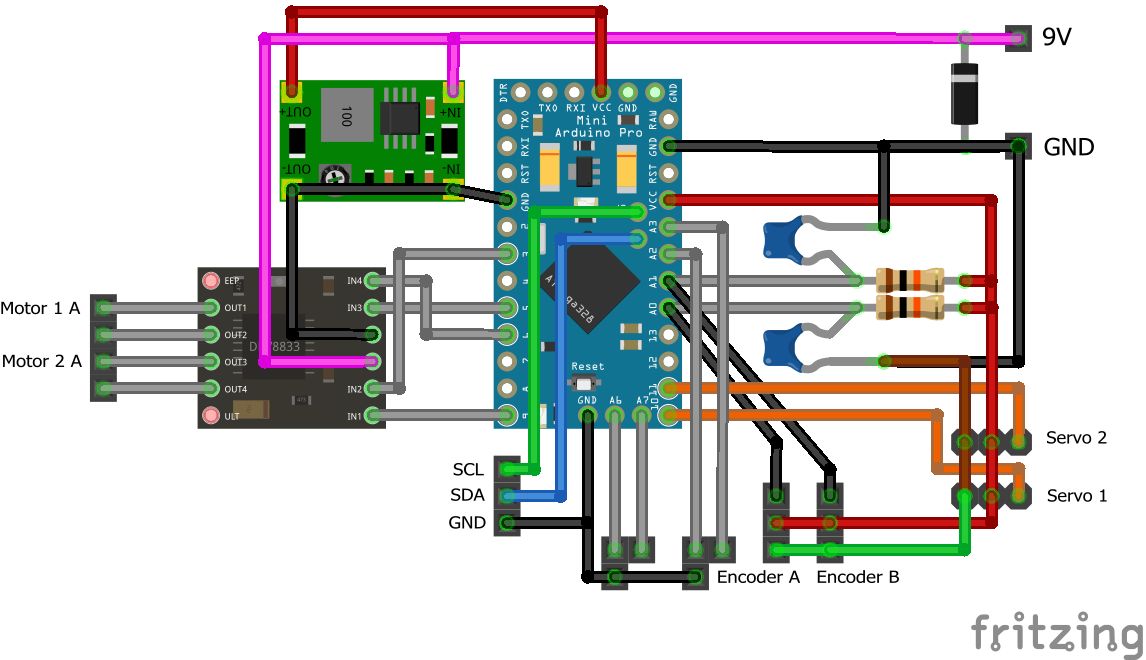 9V
GND
OUT+
IN+
100
OUT-
IN-
DTR
TXO
RXI
VCC
GND
GND
Mini
Arduino Pro
TXO
RXI
RST
GND
2
3
4
5
6
7
8
9
RAW
GND
RST
VCC
A3
A2
A1
A0
13
12
11
10
Reset
GND
A6
A7
EEP
OUT1
OUT2
OUT3
OUT4
ULT
IN4
IN3
IN2
IN1
Motor 1 A
Motor 2 A
Servo 2
Servo 1
SCL
SDA
GND
Encoder A
Encoder B
fritzing